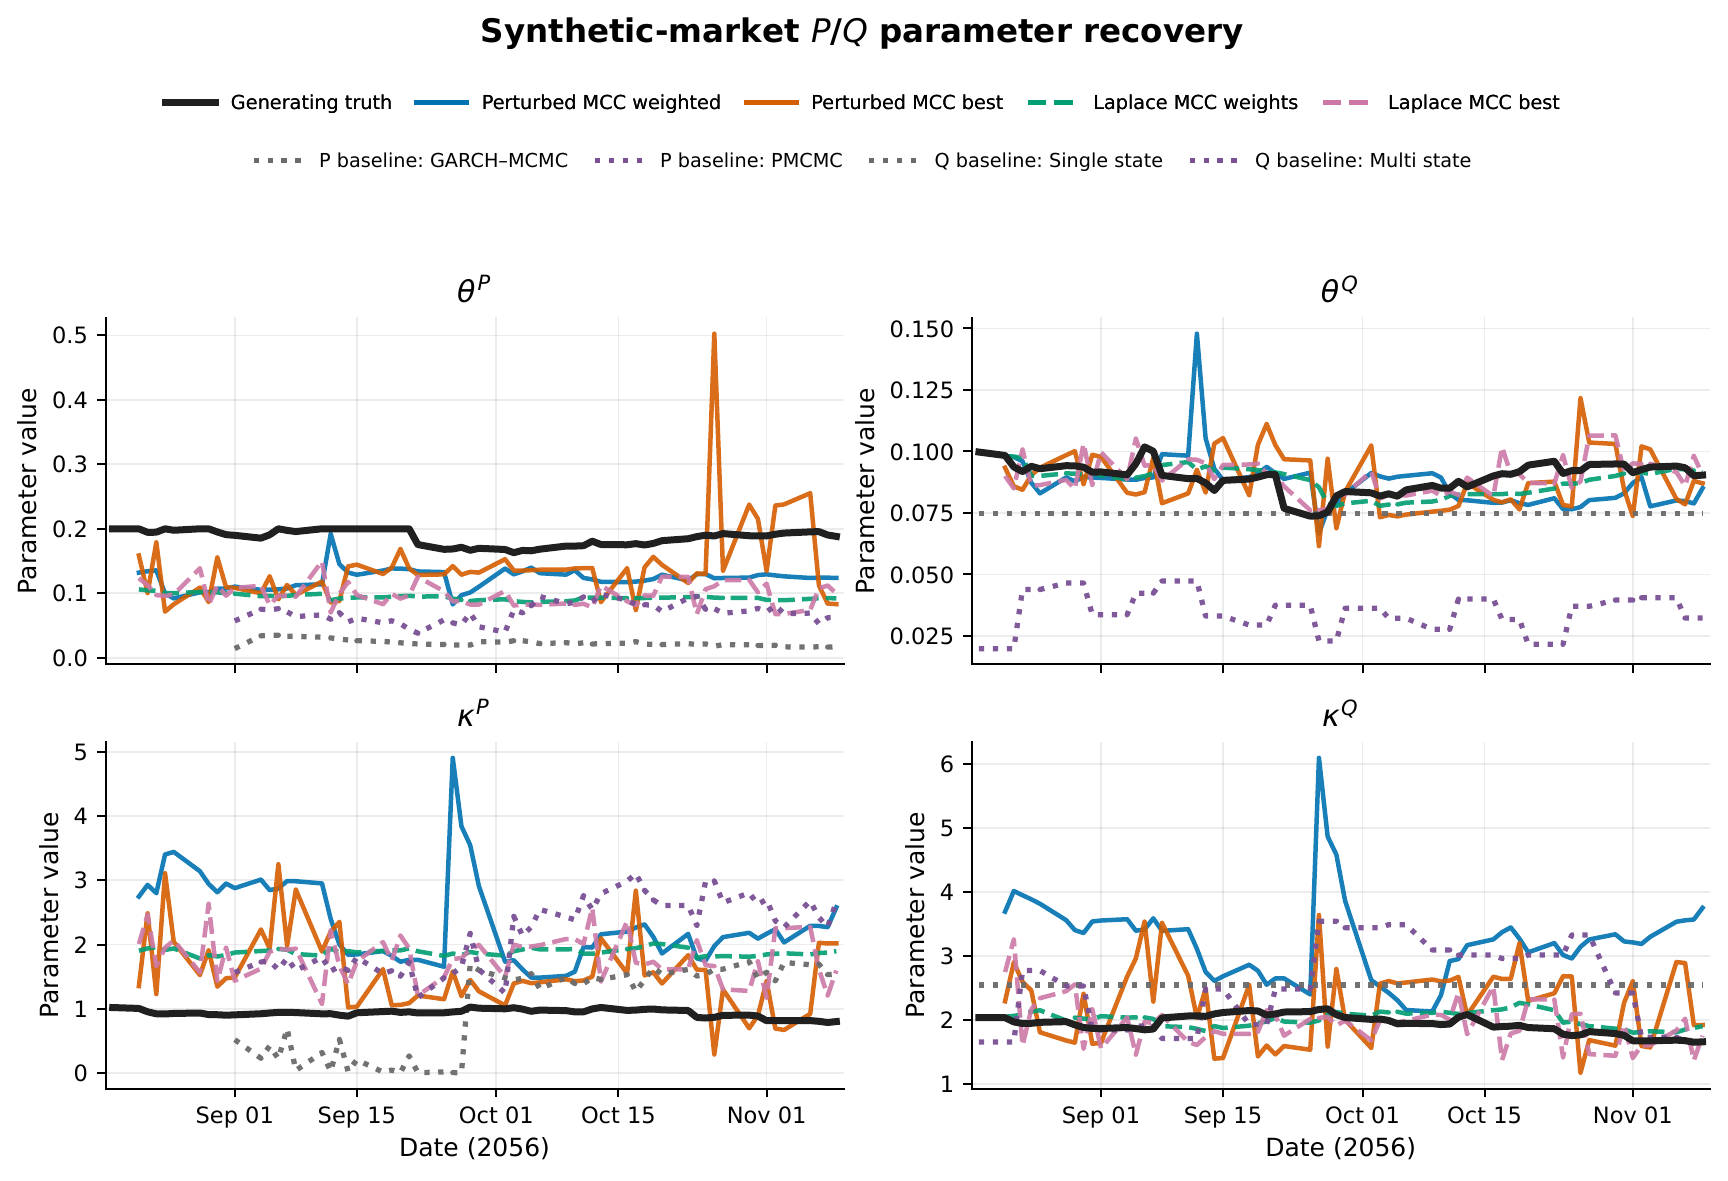 Synthetic-market P/Q parameter recovery
Generating truth Perturbed MCC weighted Perturbed MCC best Laplace MCC weights Laplace MCC best
P baseline: GARCH–MCMC P baseline: PMCMC Q baseline: Single state Q baseline: Multi state
θ^P
Parameter value
0.5
0.4
0.3
0.2
0.1
0.0
θ^Q
Parameter value
0.150
0.125
0.100
0.075
0.050
0.025
κ^P
Parameter value
5
4
3
2
1
0
Sep 01 Sep 15 Oct 01 Oct 15 Nov 01
Date (2056)
κ^Q
Parameter value
6
5
4
3
2
1
Sep 01 Sep 15 Oct 01 Oct 15 Nov 01
Date (2056)